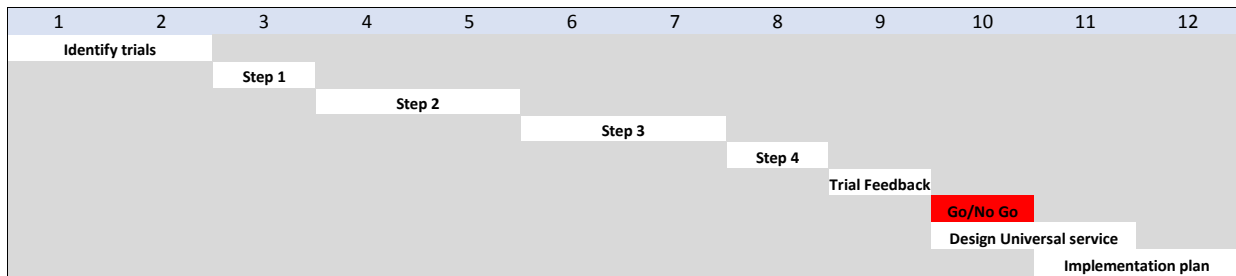 1 2 3 4 5 6 7 8 9 10 11 12
Identify trials
Step 1
Step 2
Step 3
Step 4
Trial Feedback
Go/No Go
Design Universal service
Implementation plan